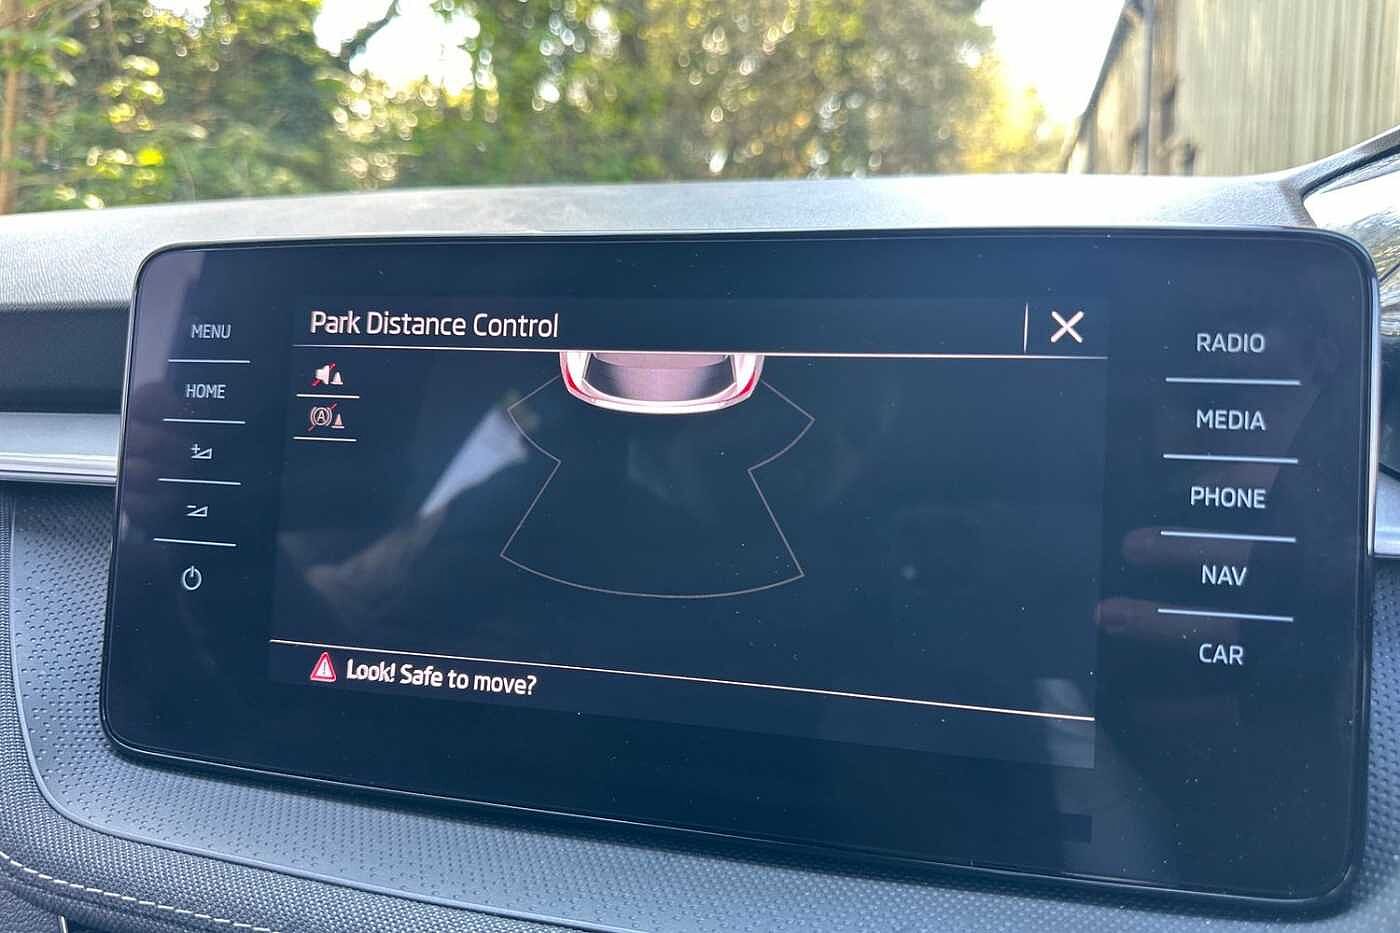 Park Distance Control
MENU
HOME
A
Look! Safe to move?
RADIO
MEDIA
PHONE
NAV
CAR